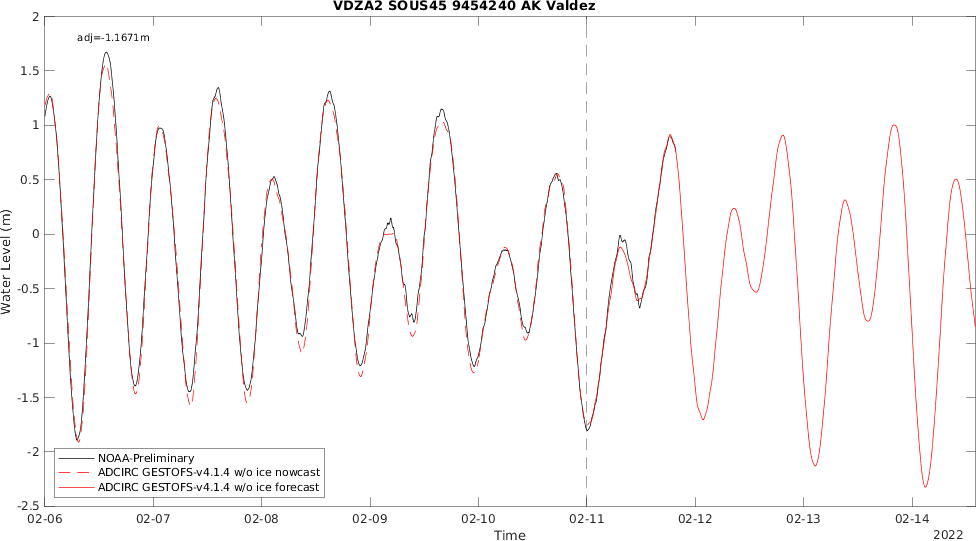 VDZA2 SOUS45 9454240 AK Valdez
adj=-1.1671m
2
1.5
1
0.5
0
-0.5
-1
-1.5
-2
-2.5
Water Level (m)
NOAA-Preliminary
ADCIRC GESTOFS-v4.1.4 w/o ice nowcast
ADCIRC GESTOFS-v4.1.4 w/o ice forecast
02-06 02-07 02-08 02-09 02-10 02-11 02-12 02-13 02-14
Time
2022